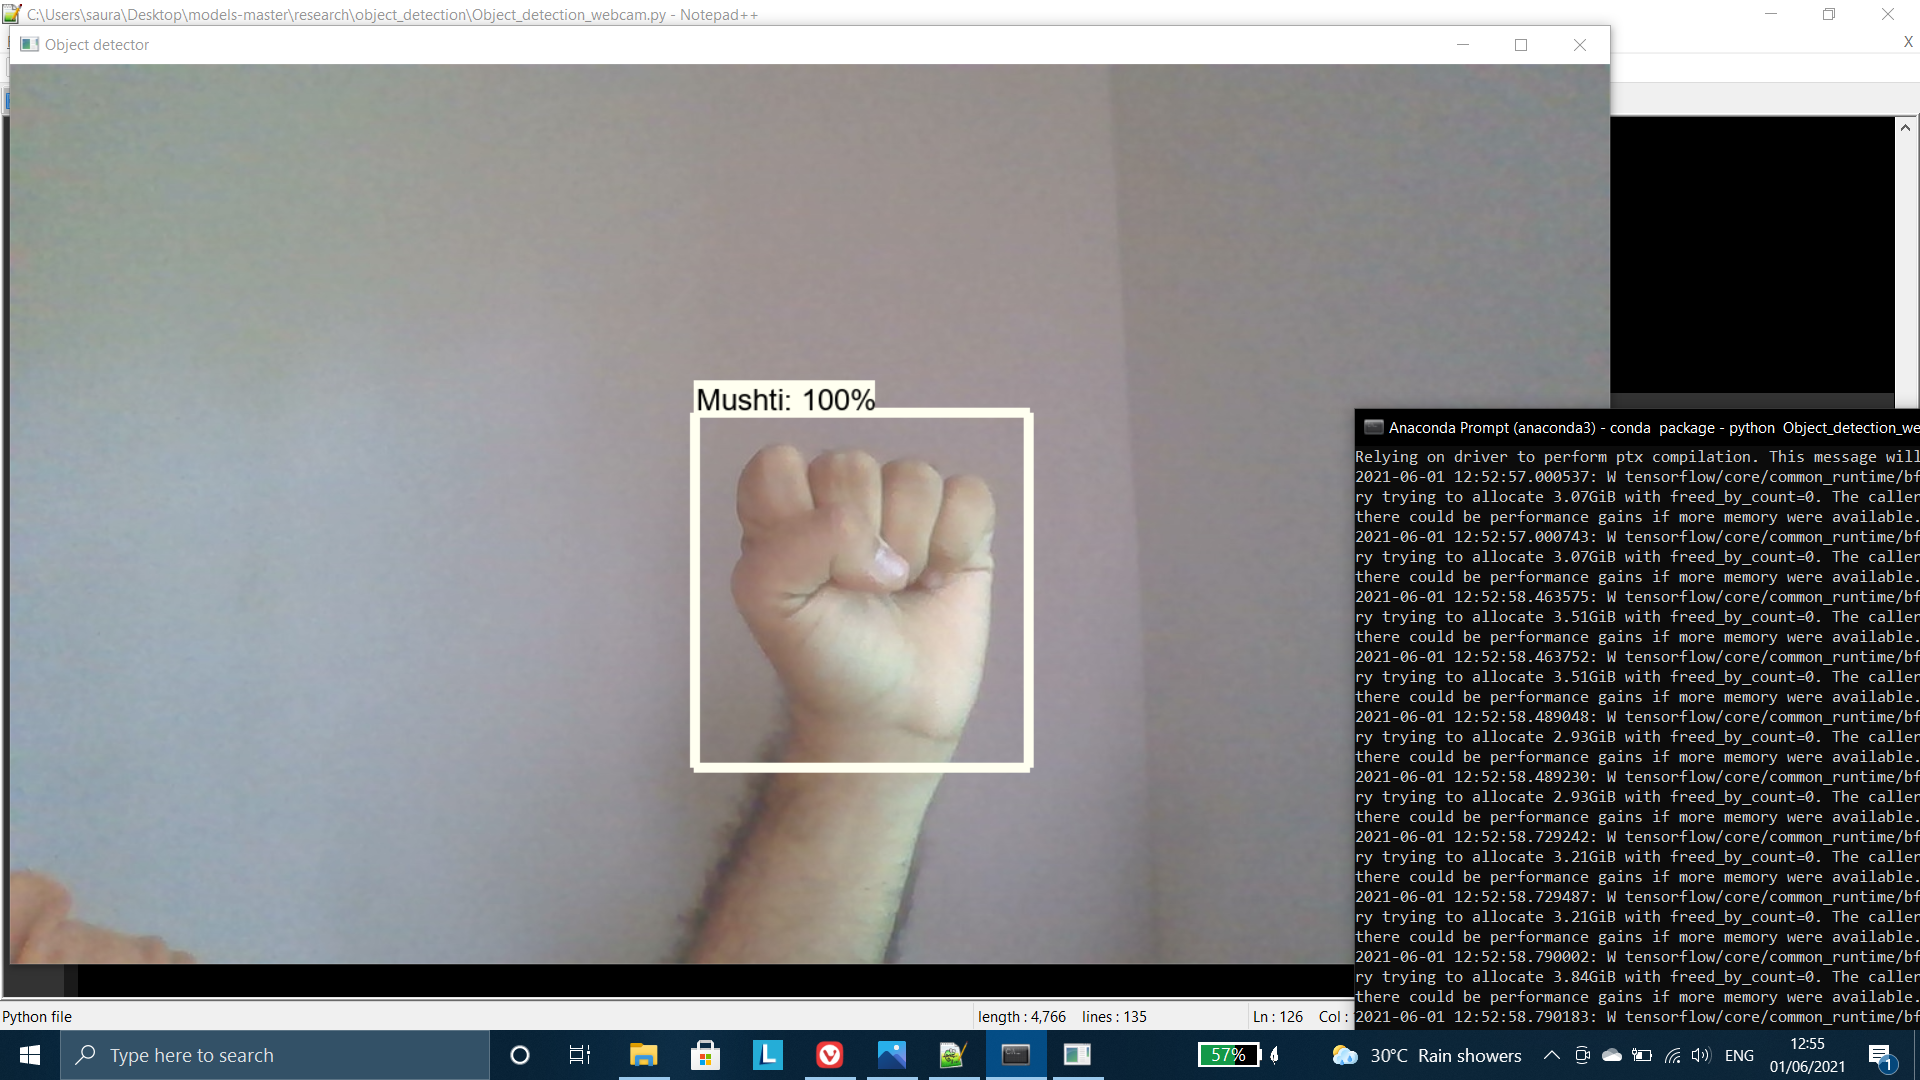 C:\Users\saura\Desktop\models-master\research\object_detection\Object_detection_webcam.py - Notepad++
X
Object detector
Mushti: 100%
Anaconda Prompt (anaconda3) - conda  package - python  Object_detection_we
Relying on driver to perform ptx compilation. This message will
2021-06-01 12:52:57.000537: W tensorflow/core/common_runtime/bf
ry trying to allocate 3.07GiB with freed_by_count=0. The caller
there could be performance gains if more memory were available.
2021-06-01 12:52:57.000743: W tensorflow/core/common_runtime/bf
ry trying to allocate 3.07GiB with freed_by_count=0. The caller
there could be performance gains if more memory were available.
2021-06-01 12:52:58.463575: W tensorflow/core/common_runtime/bf
ry trying to allocate 3.51GiB with freed_by_count=0. The caller
there could be performance gains if more memory were available.
2021-06-01 12:52:58.463752: W tensorflow/core/common_runtime/bf
ry trying to allocate 3.51GiB with freed_by_count=0. The caller
there could be performance gains if more memory were available.
2021-06-01 12:52:58.489048: W tensorflow/core/common_runtime/bf
ry trying to allocate 2.93GiB with freed_by_count=0. The caller
there could be performance gains if more memory were available.
2021-06-01 12:52:58.489230: W tensorflow/core/common_runtime/bf
ry trying to allocate 2.93GiB with freed_by_count=0. The caller
there could be performance gains if more memory were available.
2021-06-01 12:52:58.729242: W tensorflow/core/common_runtime/bf
ry trying to allocate 3.21GiB with freed_by_count=0. The caller
there could be performance gains if more memory were available.
2021-06-01 12:52:58.729487: W tensorflow/core/common_runtime/bf
ry trying to allocate 3.21GiB with freed_by_count=0. The caller
there could be performance gains if more memory were available.
2021-06-01 12:52:58.790002: W tensorflow/core/common_runtime/bf
ry trying to allocate 3.84GiB with freed_by_count=0. The caller
there could be performance gains if more memory were available.
2021-06-01 12:52:58.790183: W tensorflow/core/common_runtime/bf
Python file length : 4,766 lines : 135 Ln : 126 Col :
Type here to search L 57% 30°C Rain showers ENG 12:55
01/06/2021 1